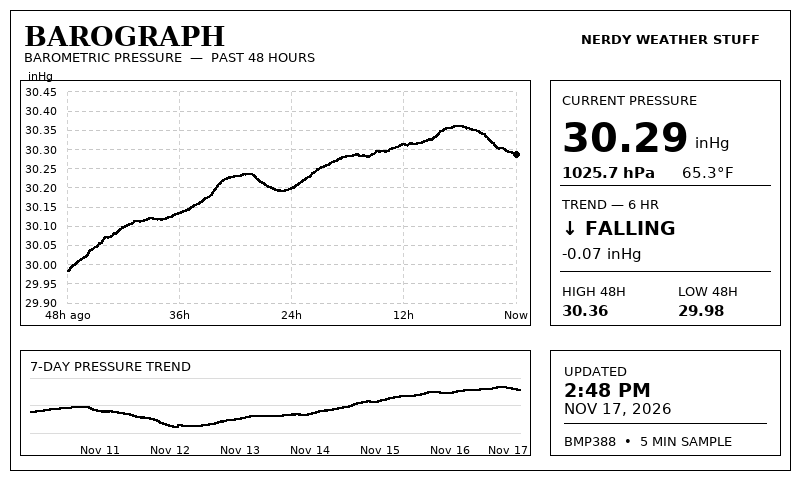 BAROGRAPH
BAROMETRIC PRESSURE — PAST 48 HOURS
NERDY WEATHER STUFF
inHg
30.45
30.40
30.35
30.30
30.25
30.20
30.15
30.10
30.05
30.00
29.95
29.90
48h ago 36h 24h 12h Now
CURRENT PRESSURE
30.29 inHg
1025.7 hPa 65.3°F
TREND — 6 HR
↓ FALLING
-0.07 inHg
HIGH 48H LOW 48H
30.36 29.98
7-DAY PRESSURE TREND
Nov 11 Nov 12 Nov 13 Nov 14 Nov 15 Nov 16 Nov 17
UPDATED
2:48 PM
NOV 17, 2026
BMP388 • 5 MIN SAMPLE